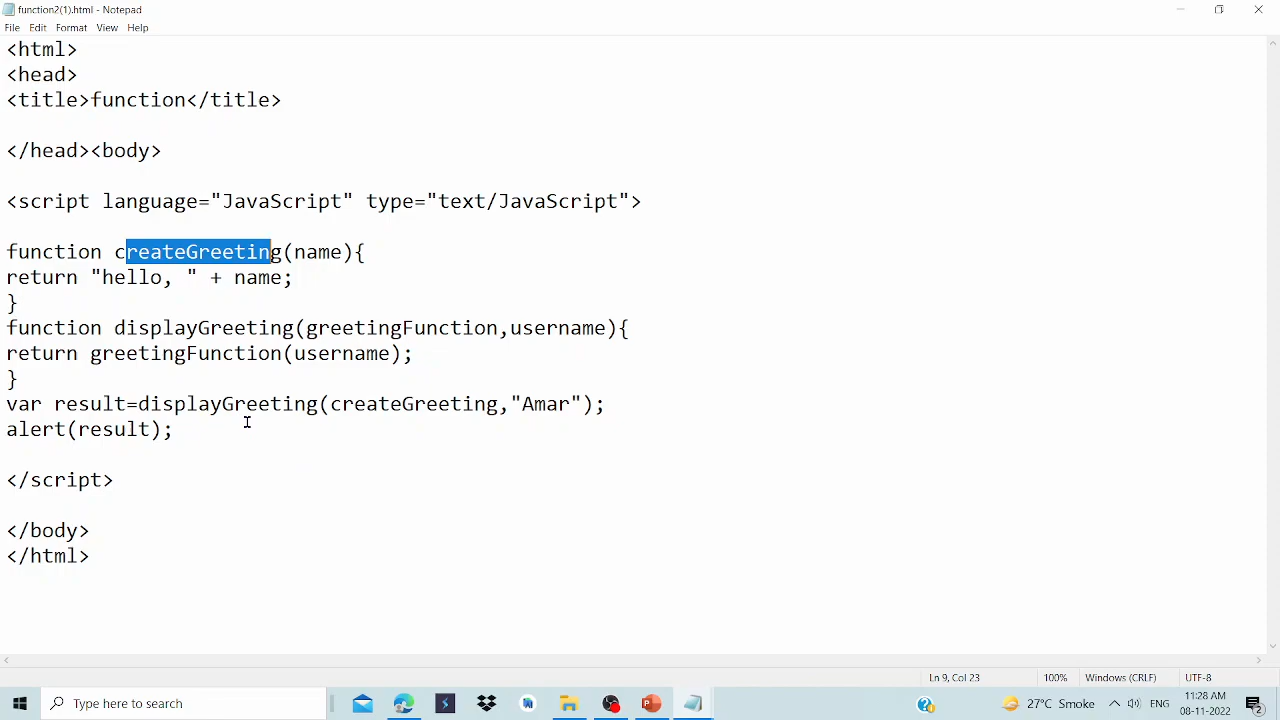 function2(1).html - Notepad
File Edit Format View Help
<html>
<head>
<title>function</title>
</head><body>
<script language="JavaScript" type="text/JavaScript">
function createGreeting(name){
return "hello, " + name;
}
function displayGreeting(greetingFunction,username){
return greetingFunction(username);
}
var result=displayGreeting(createGreeting,"Amar");
alert(result);
</script>
</body>
</html>
Ln 9, Col 23 100% Windows (CRLF) UTF-8
Type here to search 27°C Smoke ENG 11:28 AM
08-11-2022 2